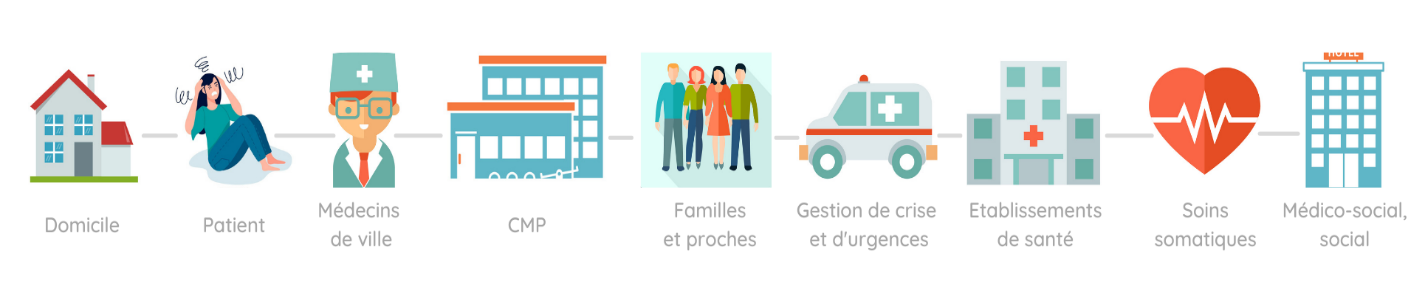 HOTEL
Domicile
Patient
Médecins
de ville
CMP
Familles
et proches
Gestion de crise
et d'urgences
Etablissements
de santé
Soins
somatiques
Médico-social,
social